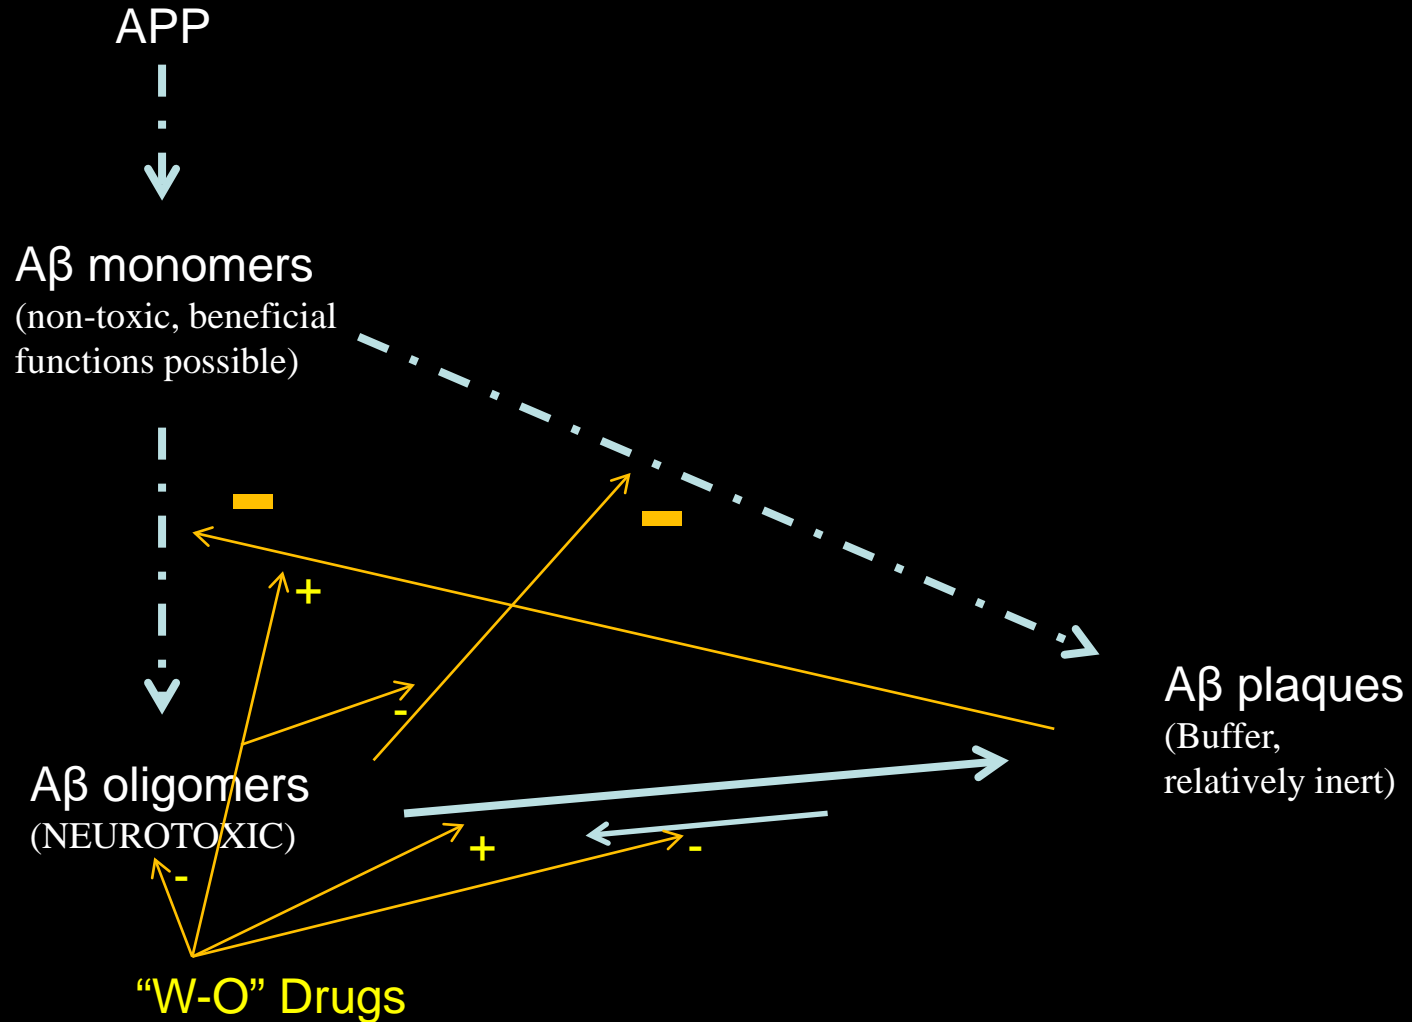 APP
Aβ monomers
(non-toxic, beneficial
functions possible)
+
-
Aβ plaques
(Buffer,
relatively inert)
Aβ oligomers
(NEUROTOXIC)
+
-
-
“W-O” Drugs